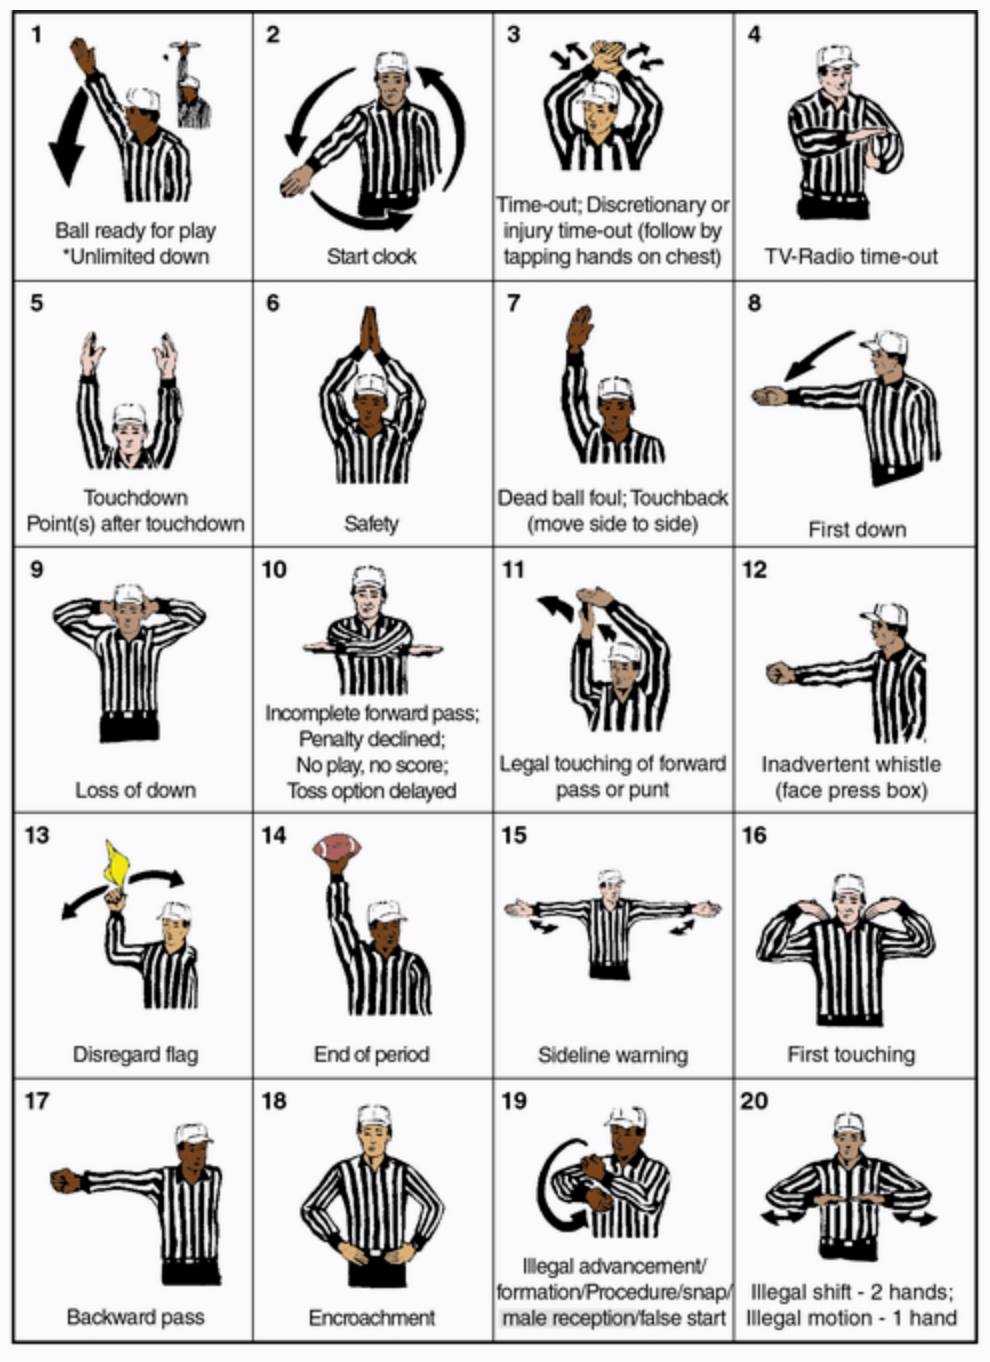 1
Ball ready for play
*Unlimited down
2
Start clock
3
Time-out; Discretionary or
injury time-out (follow by
tapping hands on chest)
4
TV-Radio time-out
5
Touchdown
Point(s) after touchdown
6
Safety
7
Dead ball foul; Touchback
(move side to side)
8
First down
9
Loss of down
10
Incomplete forward pass;
Penalty declined;
No play, no score;
Toss option delayed
11
Legal touching of forward
pass or punt
12
Inadvertent whistle
(face press box)
13
Disregard flag
14
End of period
15
Sideline warning
16
First touching
17
Backward pass
18
Encroachment
19
Illegal advancement/
formation/Procedure/snap/
male reception/false start
20
Illegal shift - 2 hands;
Illegal motion - 1 hand